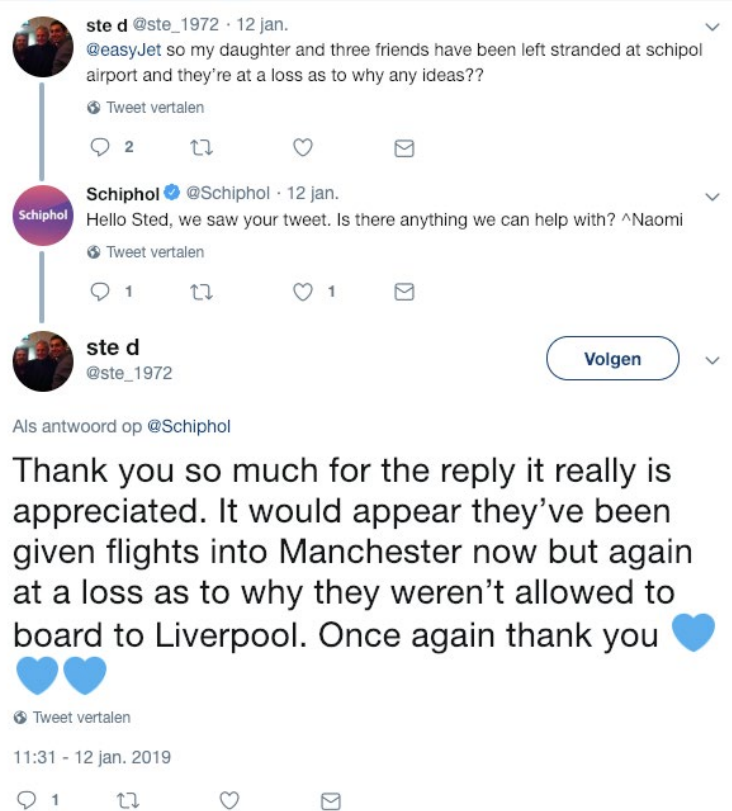 ste d @ste_1972 · 12 jan.
@easyJet so my daughter and three friends have been left stranded at schipol
airport and they're at a loss as to why any ideas??
Tweet vertalen
2
Schiphol
Schiphol @Schiphol · 12 jan.
Hello Sted, we saw your tweet. Is there anything we can help with? ^Naomi
Tweet vertalen
1 1
ste d
@ste_1972
Volgen
Als antwoord op @Schiphol
Thank you so much for the reply it really is
appreciated. It would appear they've been
given flights into Manchester now but again
at a loss as to why they weren't allowed to
board to Liverpool. Once again thank you 💙
💙💙
Tweet vertalen
11:31 - 12 jan. 2019
1